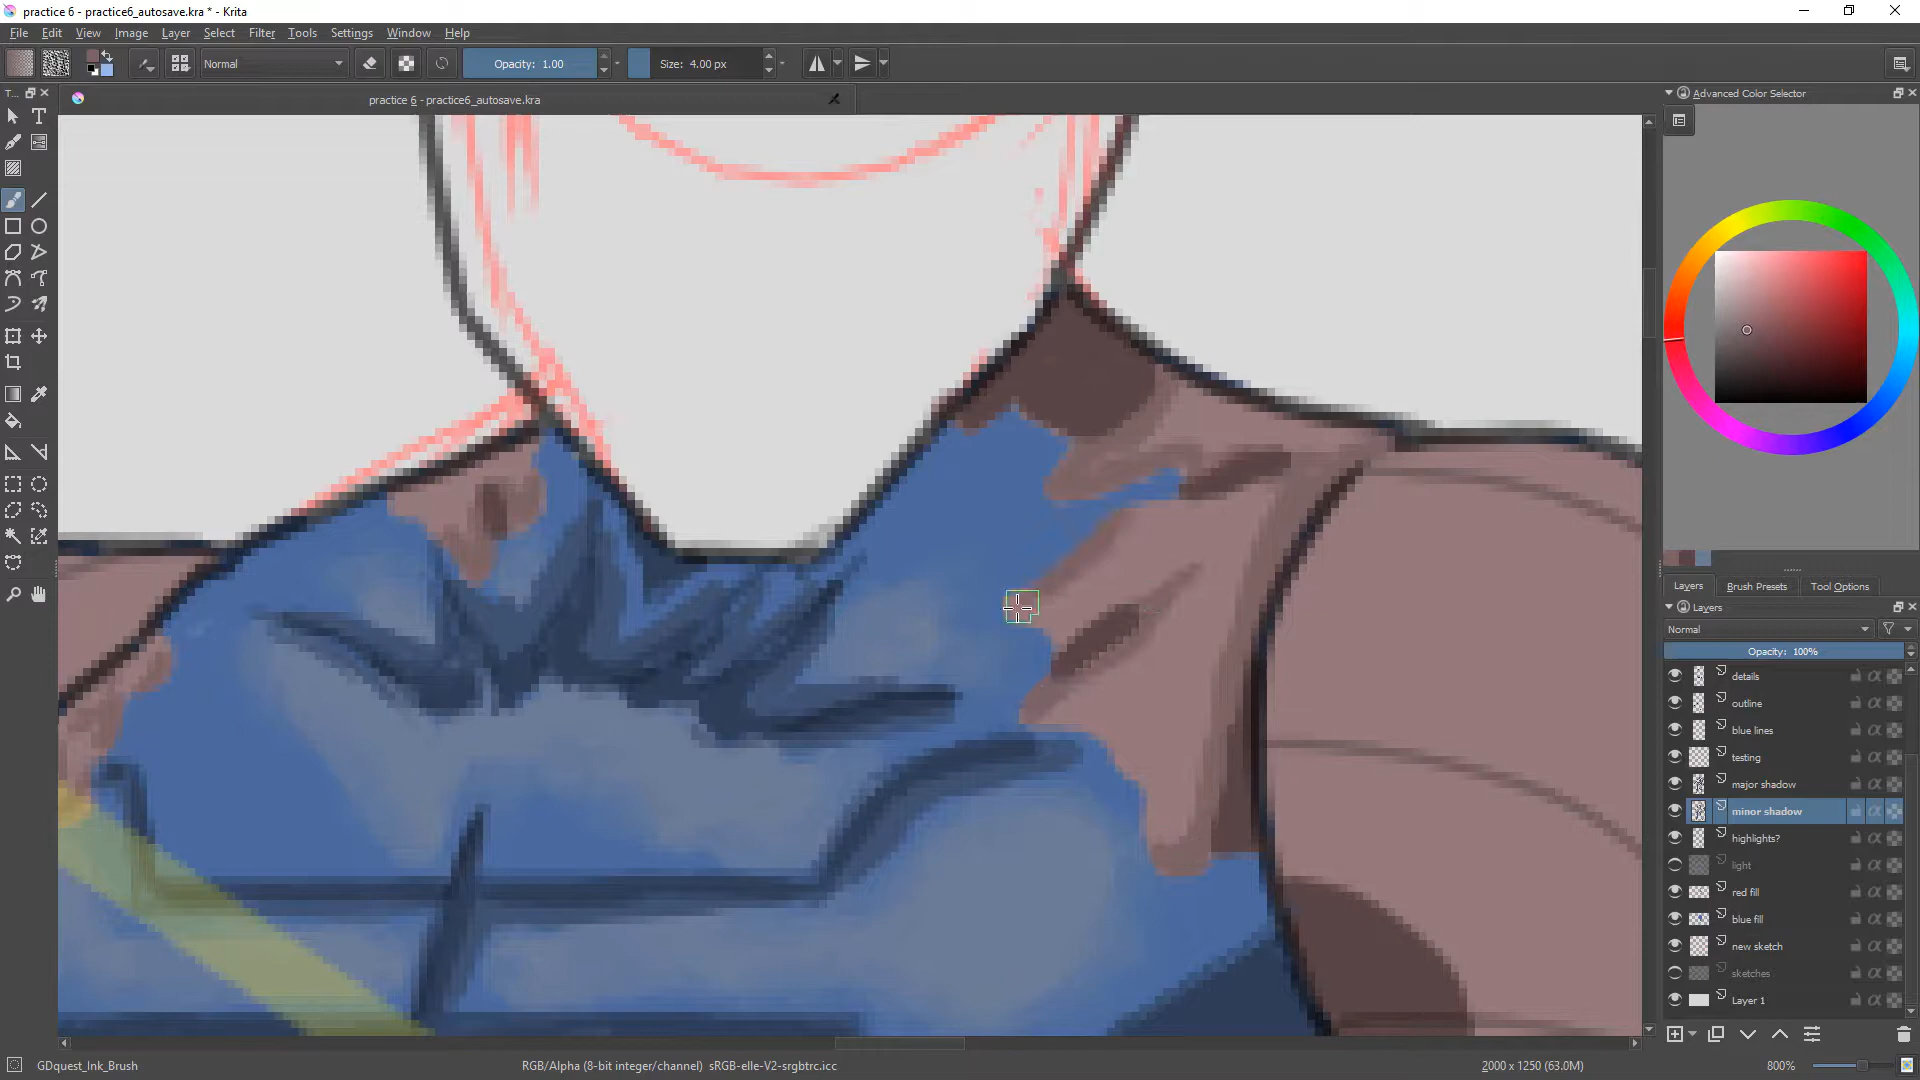 practice 6 - practice6_autosave.kra * - Krita
File Edit View Image Layer Select Filter Tools Settings Window Help
Normal
Opacity: 1.00
Size: 4.00 px
T...
practice 6 - practice6_autosave.kra
Advanced Color Selector
Layers
Brush Presets
Tool Options
Layers
Normal
Opacity: 100%
details
outline
blue lines
testing
major shadow
minor shadow
highlights?
light
red fill
blue fill
new sketch
sketches
Layer 1
GDquest_Ink_Brush
RGB/Alpha (8-bit integer/channel) sRGB-elle-V2-srgbtrc.icc
2000 x 1250 (63.0M)
800%